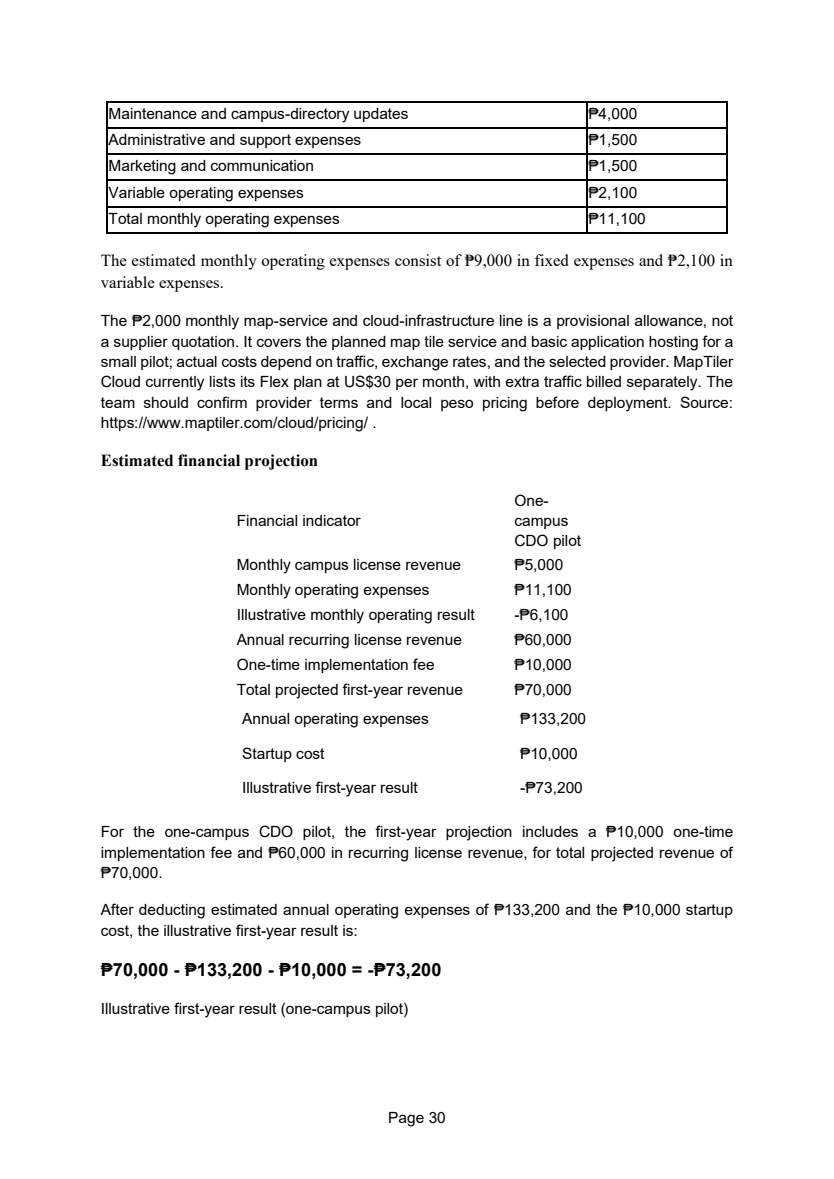 Maintenance and campus-directory updates ₱4,000
Administrative and support expenses ₱1,500
Marketing and communication ₱1,500
Variable operating expenses ₱2,100
Total monthly operating expenses ₱11,100
The estimated monthly operating expenses consist of ₱9,000 in fixed expenses and ₱2,100 in
variable expenses.
The ₱2,000 monthly map-service and cloud-infrastructure line is a provisional allowance, not
a supplier quotation. It covers the planned map tile service and basic application hosting for a
small pilot; actual costs depend on traffic, exchange rates, and the selected provider. MapTiler
Cloud currently lists its Flex plan at US$30 per month, with extra traffic billed separately. The
team should confirm provider terms and local peso pricing before deployment. Source:
https://www.maptiler.com/cloud/pricing/ .
Estimated financial projection
Financial indicator One-
campus
CDO pilot
Monthly campus license revenue ₱5,000
Monthly operating expenses ₱11,100
Illustrative monthly operating result -₱6,100
Annual recurring license revenue ₱60,000
One-time implementation fee ₱10,000
Total projected first-year revenue ₱70,000
Annual operating expenses ₱133,200
Startup cost ₱10,000
Illustrative first-year result -₱73,200
For the one-campus CDO pilot, the first-year projection includes a ₱10,000 one-time
implementation fee and ₱60,000 in recurring license revenue, for total projected revenue of
₱70,000.
After deducting estimated annual operating expenses of ₱133,200 and the ₱10,000 startup
cost, the illustrative first-year result is:
₱70,000 - ₱133,200 - ₱10,000 = -₱73,200
Illustrative first-year result (one-campus pilot)
Page 30